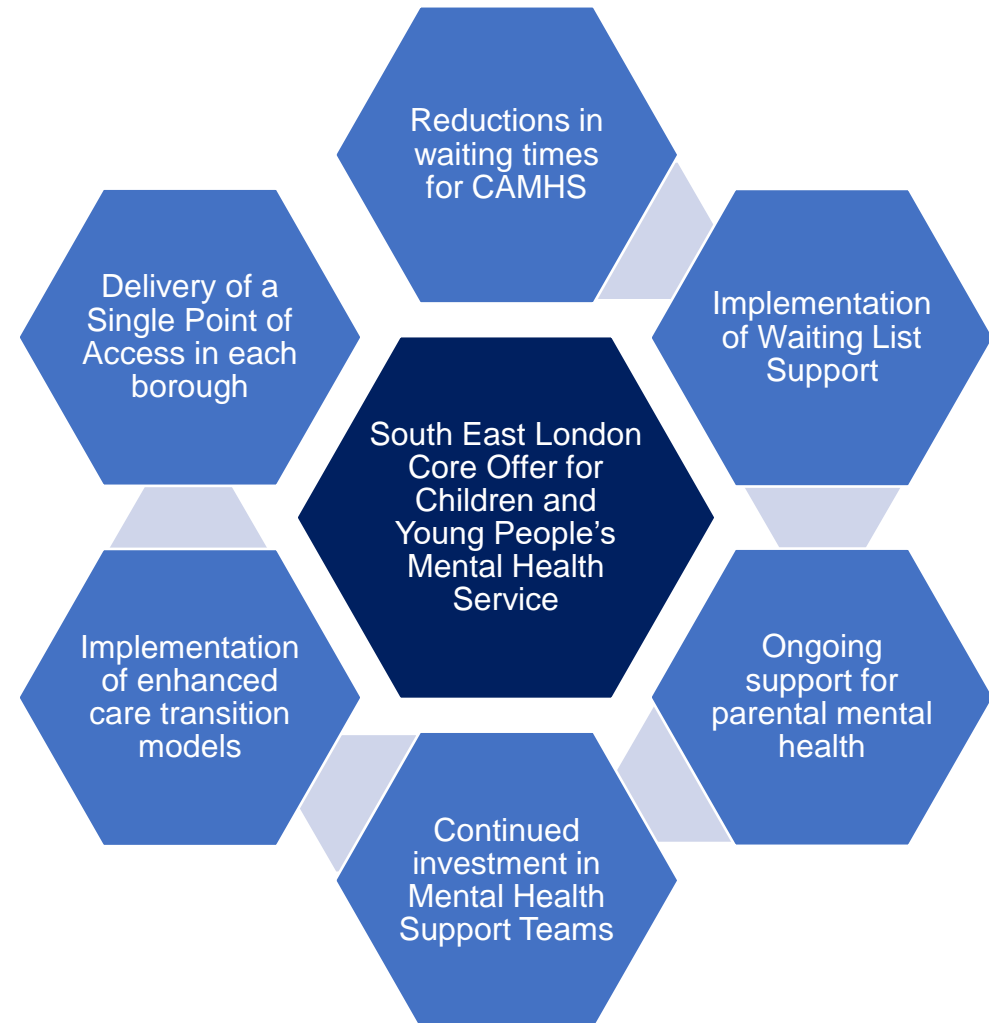 Reductions in
waiting times
for CAMHS
Implementation
of Waiting List
Support
Ongoing
support for
parental mental
health
Continued
investment in
Mental Health
Support Teams
Implementation
of enhanced
care transition
models
Delivery of a
Single Point of
Access in each
borough
South East London
Core Offer for
Children and
Young People’s
Mental Health
Service